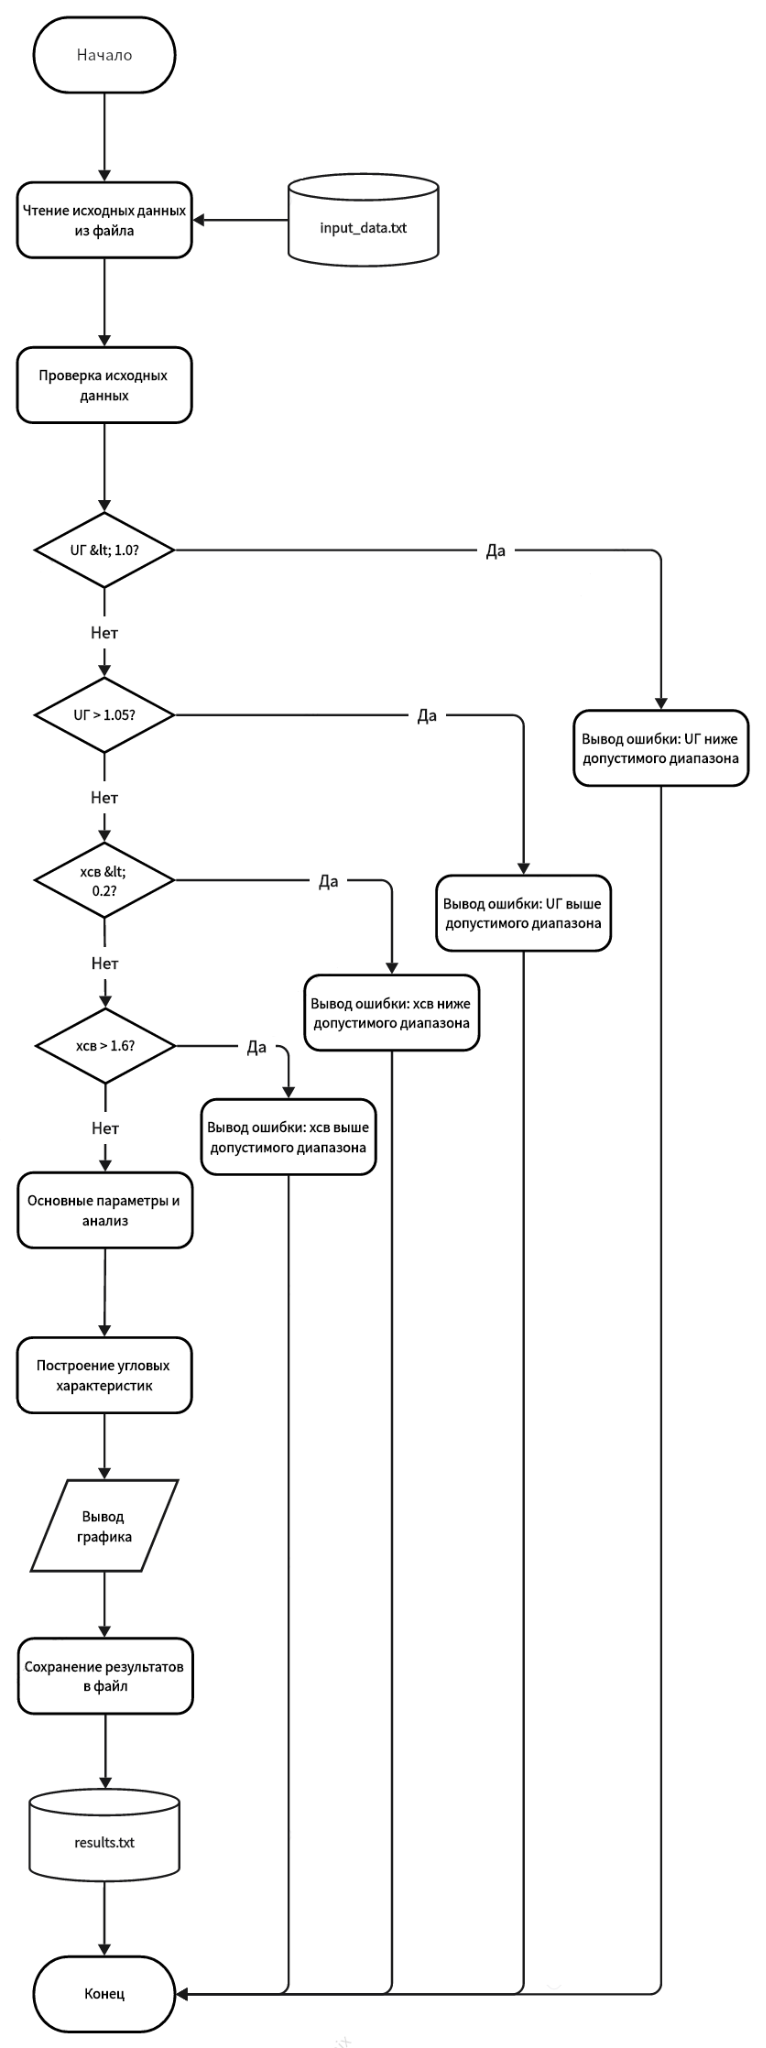 Начало
Чтение исходных данных
из файла
input_data.txt
Проверка исходных
данных
UГ &lt; 1.0?
Да
Нет
UГ > 1.05?
Да
Вывод ошибки: UГ ниже
допустимого диапазона
Нет
xсв &lt;
0.2?
Да
Вывод ошибки: UГ выше
допустимого диапазона
Нет
Вывод ошибки: xсв ниже
допустимого диапазона
xсв > 1.6?
Да
Нет
Вывод ошибки: xсв выше
допустимого диапазона
Основные параметры и
анализ
Построение угловых
характеристик
Вывод
графика
Сохранение результатов
в файл
results.txt
Конец